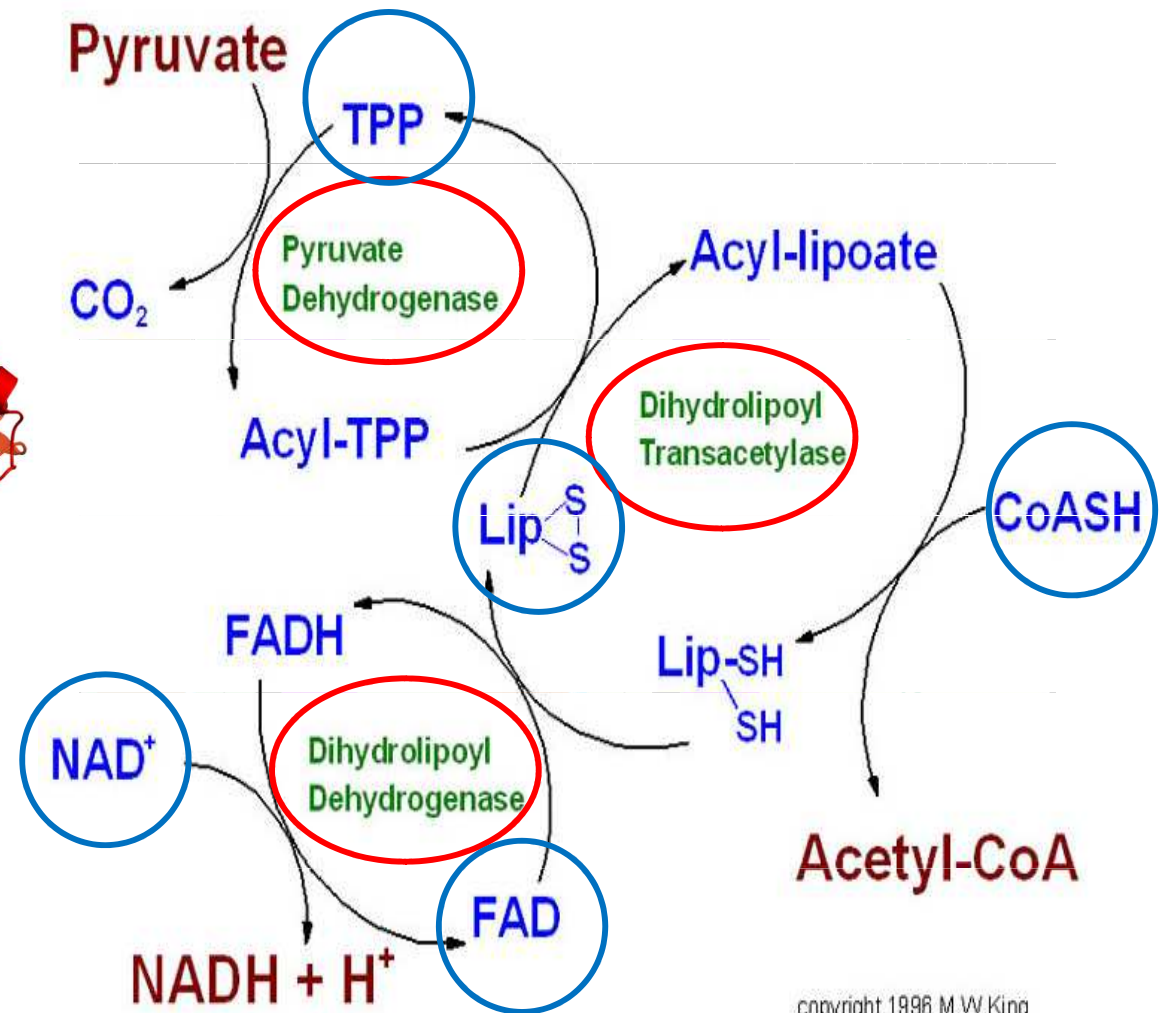 Pyruvate
TPP
Pyruvate
Dehydrogenase
CO₂
Acyl-lipoate
Acyl-TPP
Dihydrolipoyl
Transacetylase
Lip
S
S
CoASH
FADH
Lip-SH
SH
NAD⁺
Dihydrolipoyl
Dehydrogenase
Acetyl-CoA
FAD
NADH + H⁺
copyright 1996 M.W.King